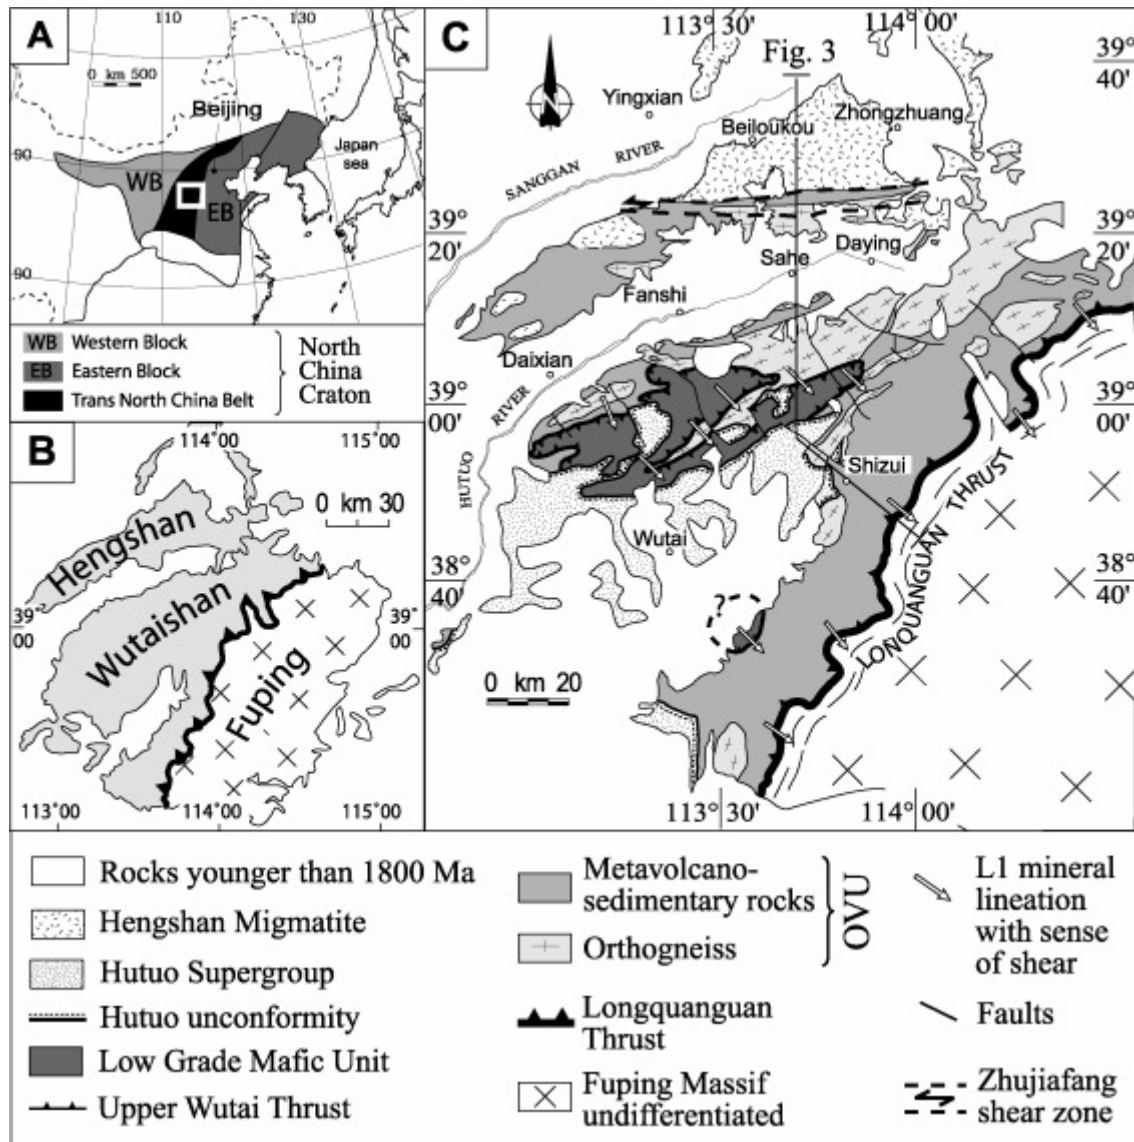 A
110
130
0 km 500
Beijing
Japan
sea
90
WB
EB
90
WB Western Block
EB Eastern Block
Trans North China Belt
North
China
Craton
B
114°00
115°00
0 km 30
Hengshan
Wutaishan
Fuping
39°
00
39
00
113°00
114°00
115°00
C
113°30'
114°00'
Fig. 3
39°
40'
Yingxian
Beiloukou
Zhongzhuang
SANGGAN RIVER
39°
20'
39°
20'
Daying
Sahe
Fanshi
Daixian
39°
00'
39°
00'
HUTUO RIVER
Shizui
Wutai
LONQUANGUAN THRUST
38°
40'
38°
40'
?
0 km 20
113°30'
114° 00'
N
Rocks younger than 1800 Ma
Hengshan Migmatite
Hutuo Supergroup
Hutuo unconformity
Low Grade Mafic Unit
Upper Wutai Thrust
Metavolcano-
sedimentary rocks
Orthogneiss
OVU
Longquanguan
Thrust
Fuping Massif
undifferentiated
L1 mineral
lineation
with sense
of shear
Faults
Zhujiafang
shear zone